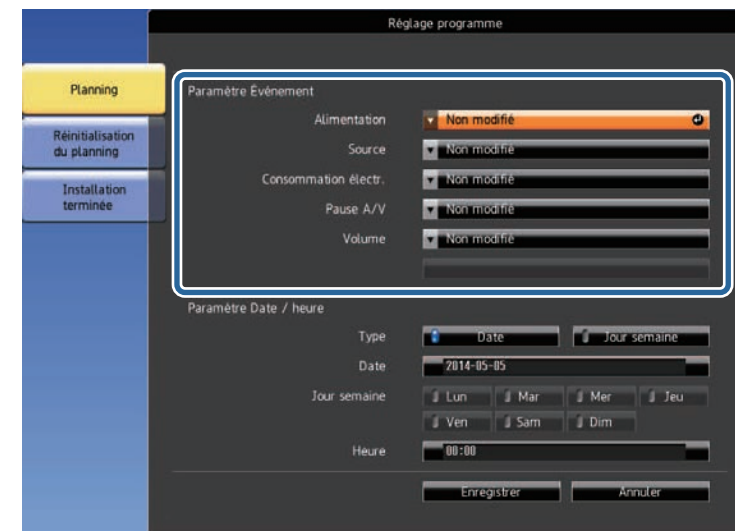 Réglage programme
Planning
Réinitialisation
du planning
Installation
terminée
Paramètre Événement
Alimentation Non modifié
Source Non modifié
Consommation électr. Non modifié
Pause A/V Non modifié
Volume Non modifié
Paramètre Date / heure
Type Date Jour semaine
Date 2014-05-05
Jour semaine Lun Mar Mer Jeu
Ven Sam Dim
Heure 00:00
Enregistrer Annuler